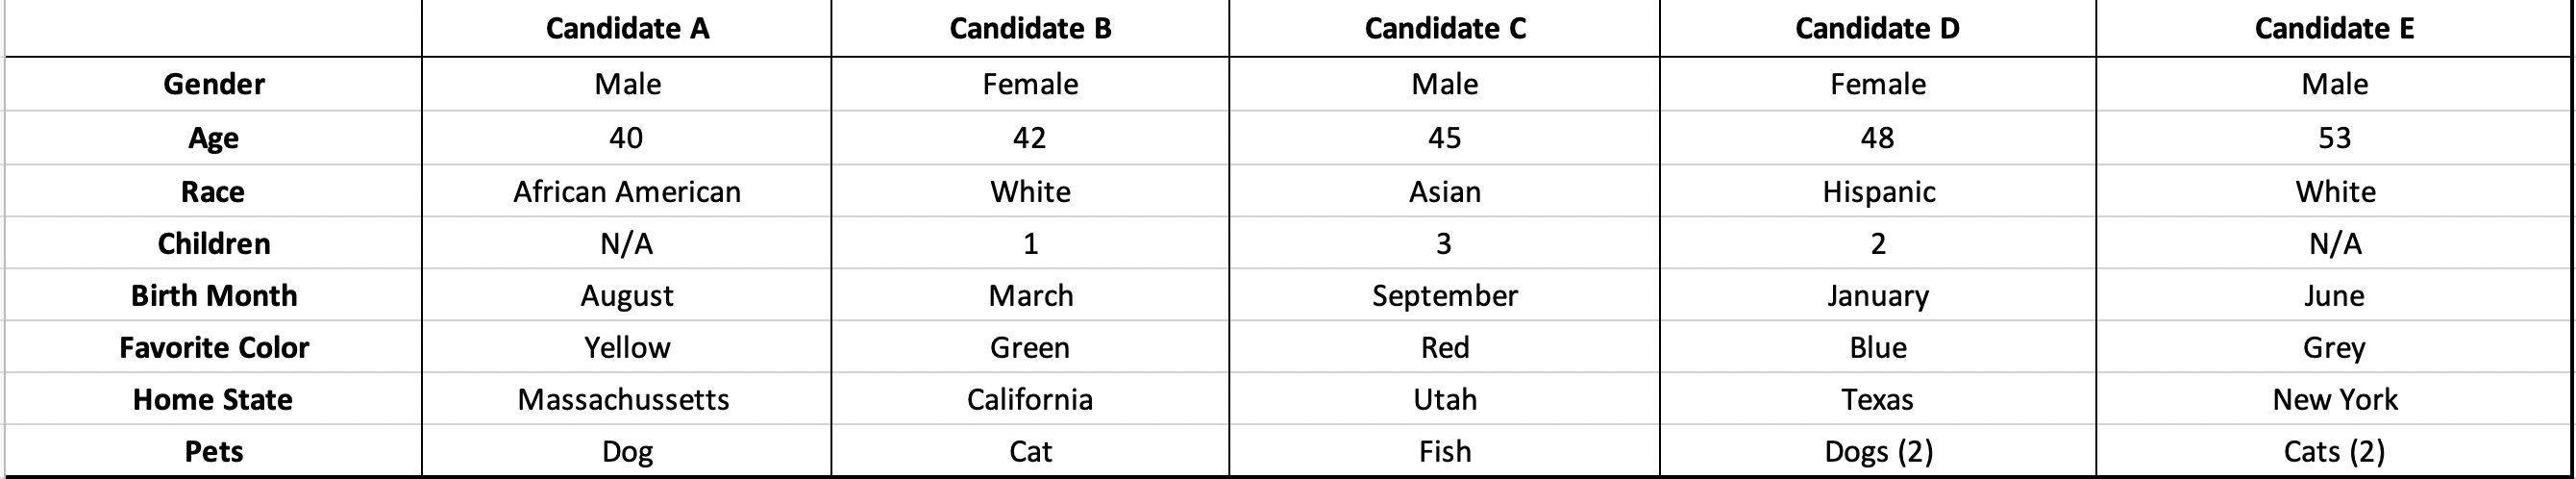 Candidate A Candidate B Candidate C Candidate D Candidate E
Gender Male Female Male Female Male
Age 40 42 45 48 53
Race African American White Asian Hispanic White
Children N/A 1 3 2 N/A
Birth Month August March September January June
Favorite Color Yellow Green Red Blue Grey
Home State Massachussetts California Utah Texas New York
Pets Dog Cat Fish Dogs (2) Cats (2)